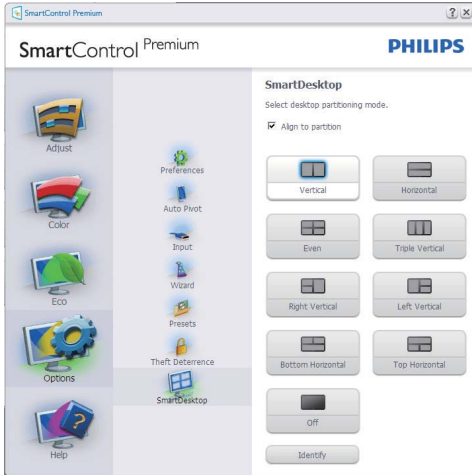 SmartControl Premium
SmartControl Premium
PHILIPS
Adjust
Color
Eco
Options
Help
Preferences
Auto Pivot
Input
Wizard
Presets
Theft Deterrence
SmartDesktop
SmartDesktop
Select desktop partitioning mode.
Align to partition
Vertical
Horizontal
Even
Triple Vertical
Right Vertical
Left Vertical
Bottom Horizontal
Top Horizontal
Off
Identify